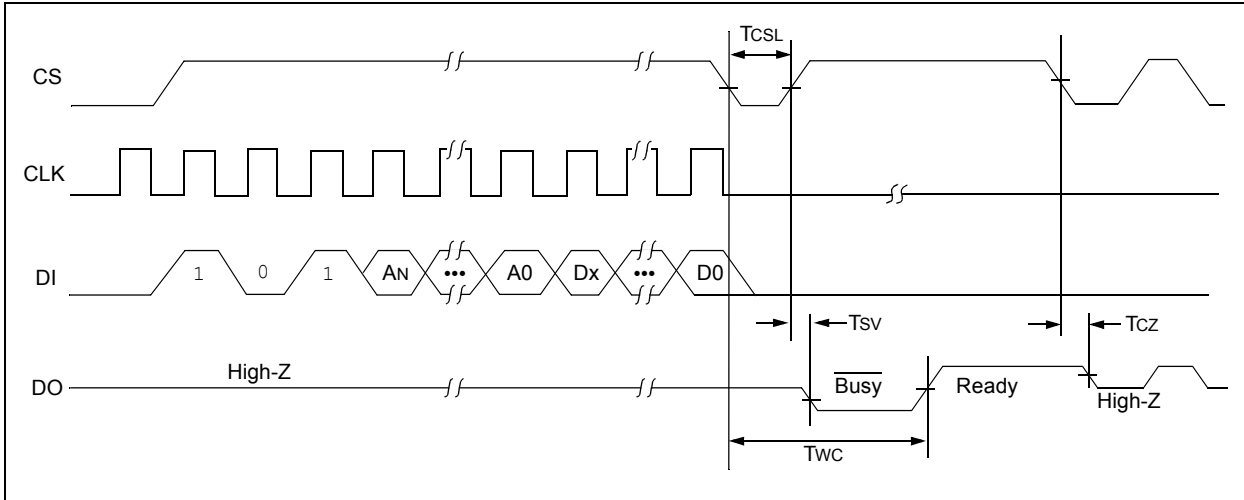 TCSL
CS
CLK
DI
1 0 1 AN ••• A0 Dx ••• D0
TSV
TCZ
DO
High-Z
Busy
Ready
High-Z
TWC